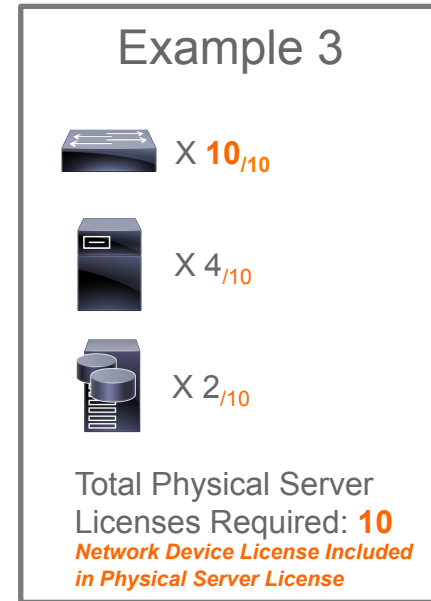 Example 3
X 10/10
X 4/10
X 2/10
Total Physical Server
Licenses Required: 10
Network Device License Included
in Physical Server License